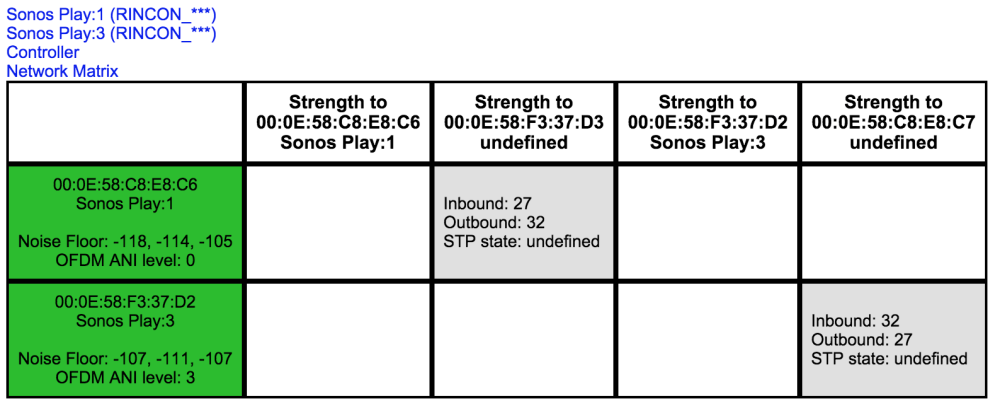 Sonos Play:1 (RINCON_***)
Sonos Play:3 (RINCON_***)
Controller
Network Matrix
Strength to
00:0E:58:C8:E8:C6
Sonos Play:1
Strength to
00:0E:58:F3:37:D3
undefined
Strength to
00:0E:58:F3:37:D2
Sonos Play:3
Strength to
00:0E:58:C8:E8:C7
undefined
00:0E:58:C8:E8:C6
Sonos Play:1
Noise Floor: -118, -114, -105
OFDM ANI level: 0
Inbound: 27
Outbound: 32
STP state: undefined
00:0E:58:F3:37:D2
Sonos Play:3
Noise Floor: -107, -111, -107
OFDM ANI level: 3
Inbound: 32
Outbound: 27
STP state: undefined